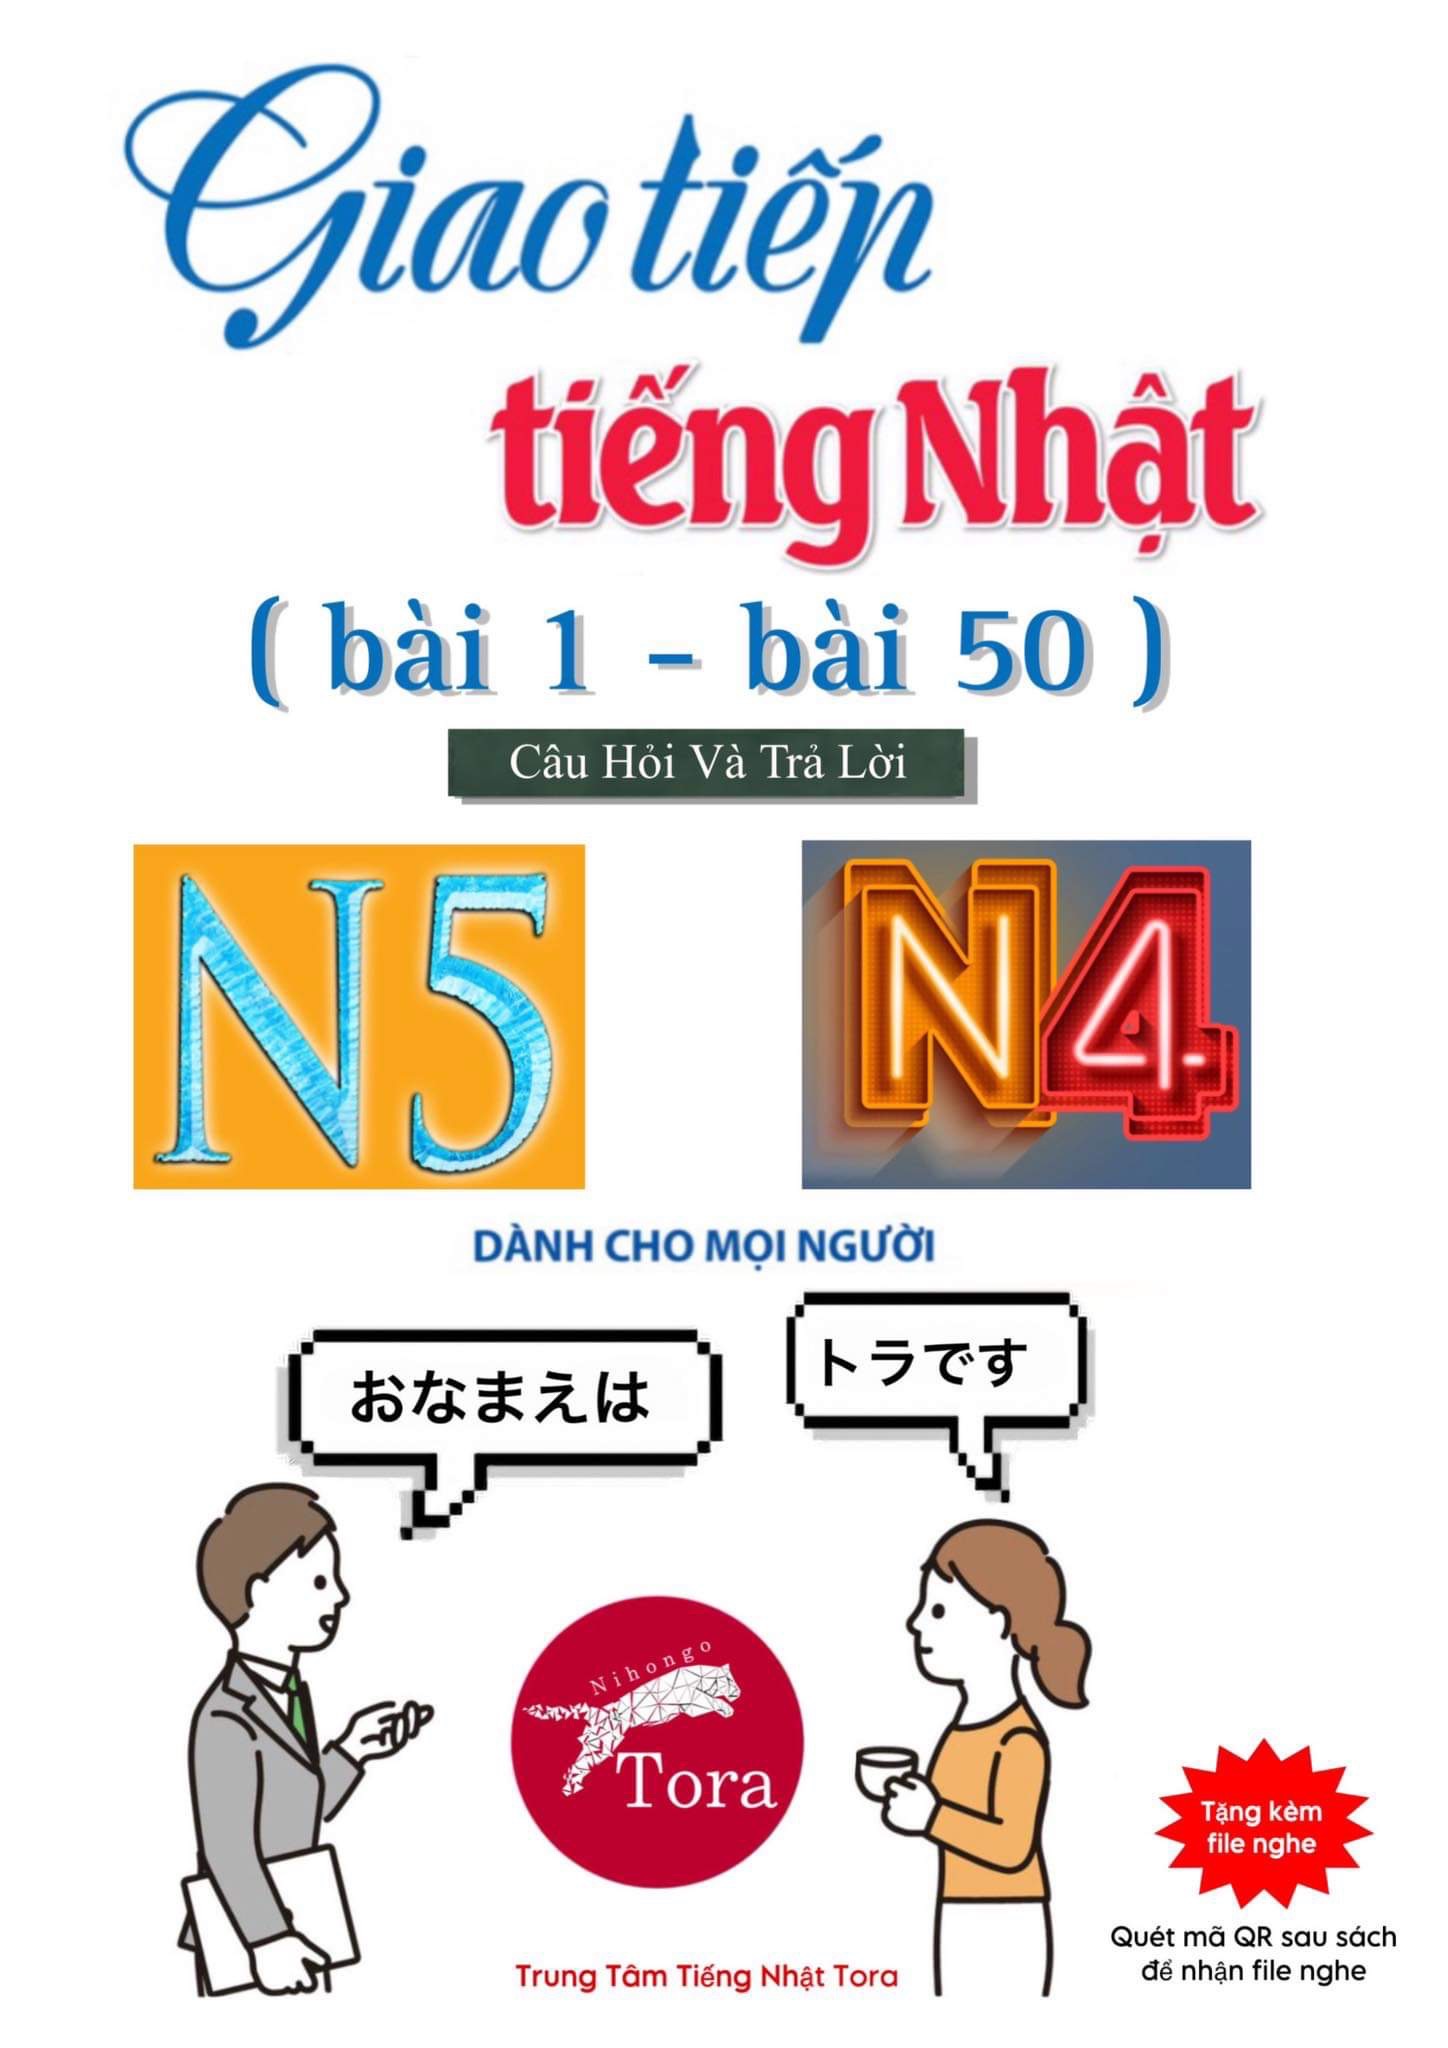 Giao tiếp
tiếng Nhật
( bài 1 - bài 50 )
Câu Hỏi Và Trả Lời
N5
N4
DÀNH CHO MỌI NGƯỜI
おなまえは
トラです
Nihongo
Tora
Tặng kèm
file nghe
Quét mã QR sau sách
để nhận file nghe
Trung Tâm Tiếng Nhật Tora